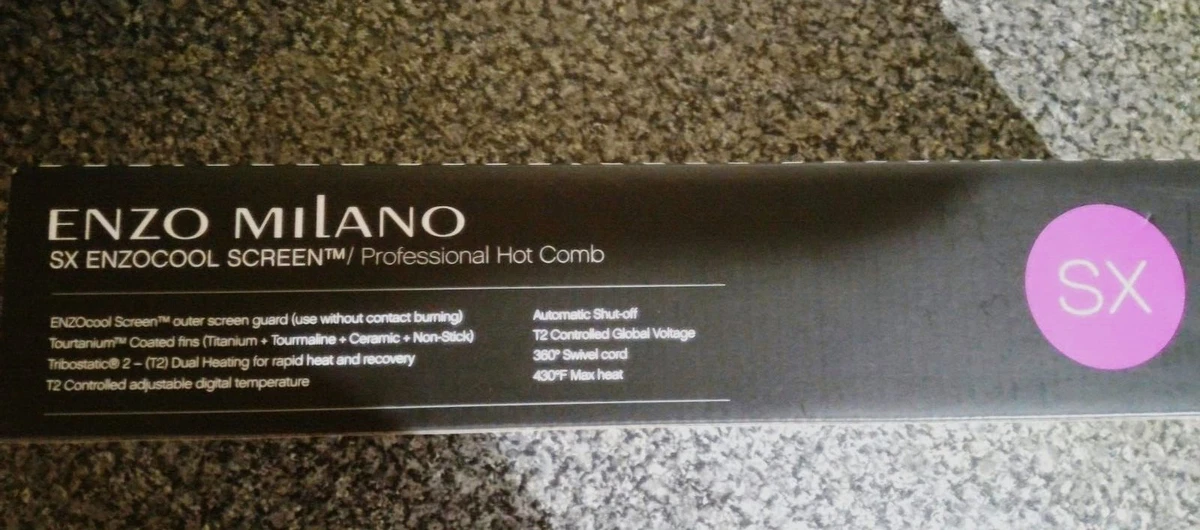 ENZO MILANO
SX ENZOCOOL SCREEN™/ Professional Hot Comb
ENZOcool Screen™ outer screen guard (use without contact burning)
Tourtanium™ Coated fins (Titanium + Tourmaline + Ceramic + Non-Stick)
Tribostatic® 2 – (T2) Dual Heating for rapid heat and recovery
T2 Controlled adjustable digital temperature
Automatic Shut-off
T2 Controlled Global Voltage
360° Swivel cord
430°F Max heat
SX